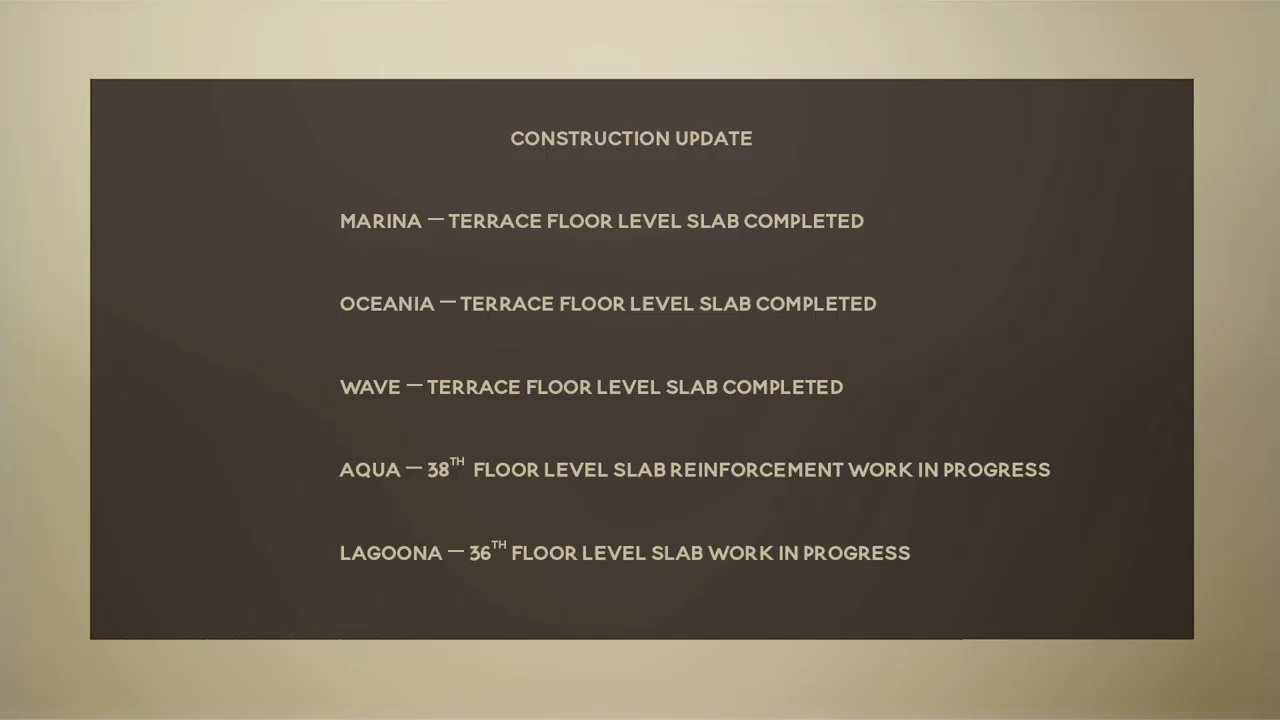 CONSTRUCTION UPDATE
MARINA — TERRACE FLOOR LEVEL SLAB COMPLETED
OCEANIA — TERRACE FLOOR LEVEL SLAB COMPLETED
WAVE — TERRACE FLOOR LEVEL SLAB COMPLETED
AQUA — 38TH FLOOR LEVEL SLAB REINFORCEMENT WORK IN PROGRESS
LAGOONA — 36TH FLOOR LEVEL SLAB WORK IN PROGRESS